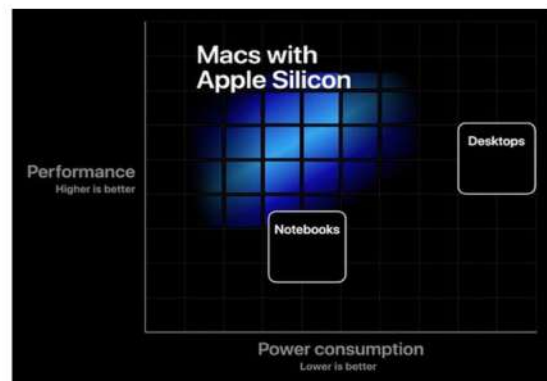 Macs with
Apple Silicon
Desktops
Performance
Higher is better
Notebooks
Power consumption
Lower is better